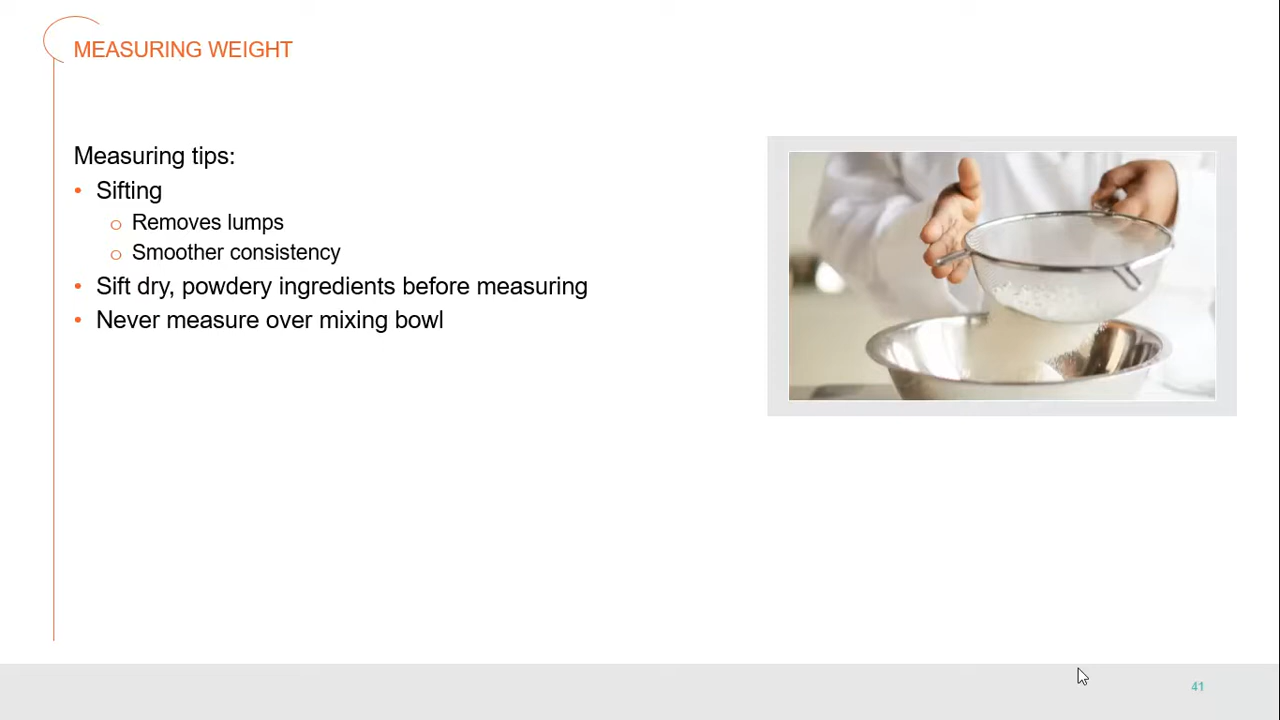 MEASURING WEIGHT
Measuring tips:
• Sifting
o Removes lumps
o Smoother consistency
• Sift dry, powdery ingredients before measuring
• Never measure over mixing bowl
41